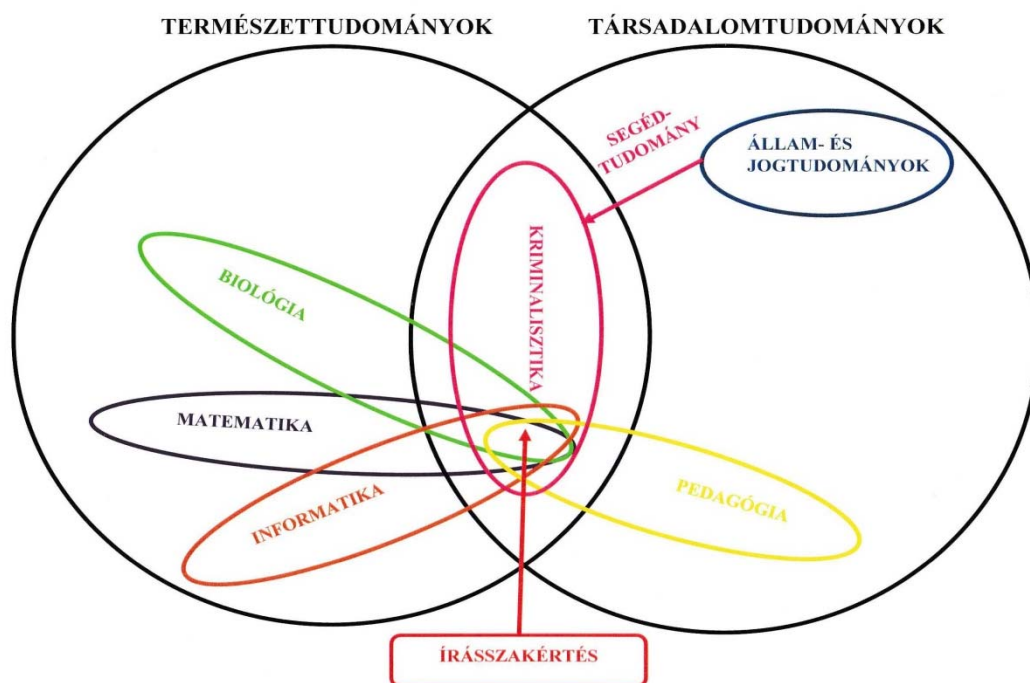 TERMÉSZETTUDOMÁNYOK
TÁRSADALOMTUDOMÁNYOK
SEGÉD-
TUDOMÁNY
ÁLLAM- ÉS
JOGTUDOMÁNYOK
KRIMINALISZTIKA
BIOLÓGIA
MATEMATIKA
INFORMATIKA
PEDAGÓGIA
ÍRÁSSZAKÉRTÉS